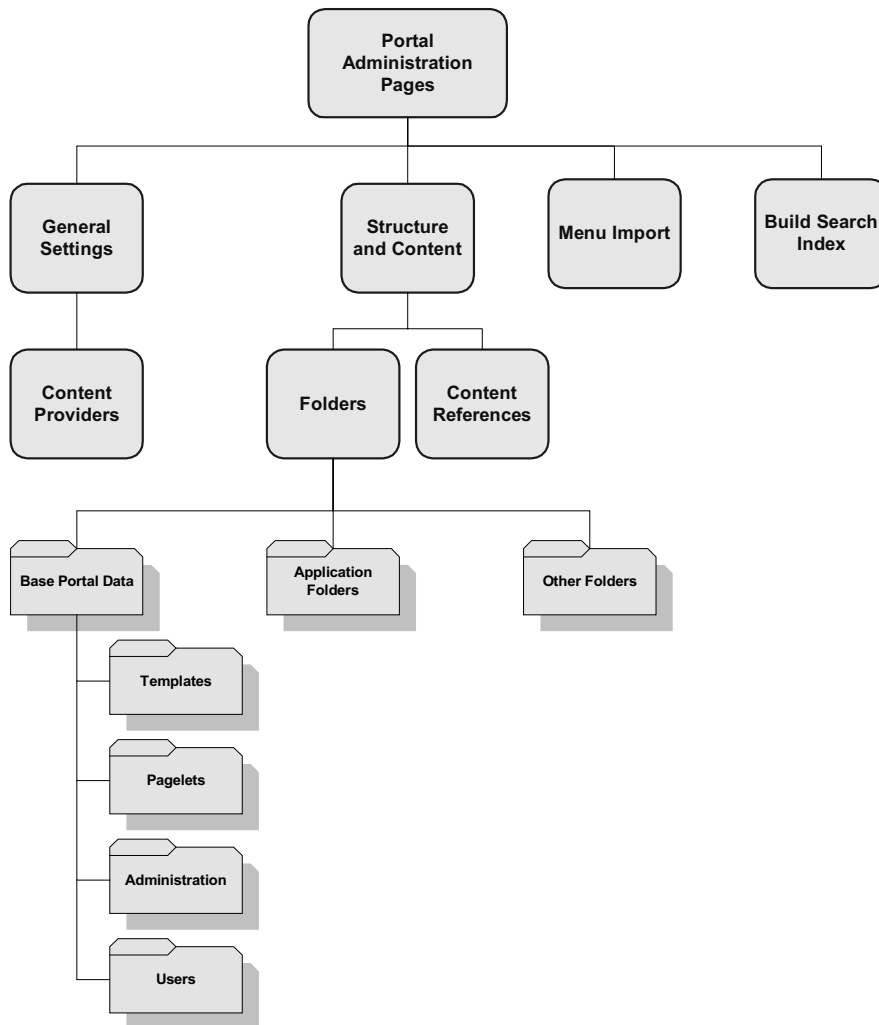 Portal
Administration
Pages
General
Settings
Structure
and Content
Menu Import
Build Search
Index
Content
Providers
Folders
Content
References
Base Portal Data
Application
Folders
Other Folders
Templates
Pagelets
Administration
Users